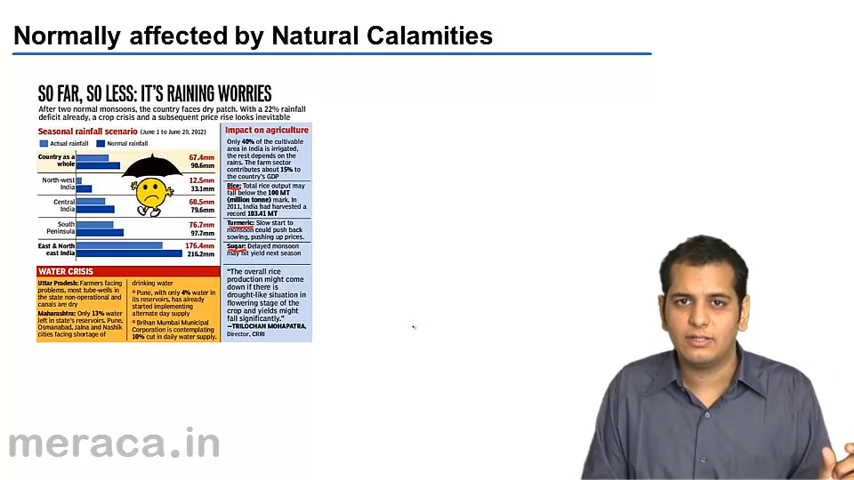 Normally affected by Natural Calamities
SO FAR, SO LESS: IT'S RAINING WORRIES
After two normal monsoons, the country faces dry patch. With a 22% rainfall
deficit already, a crop crisis and a subsequent price rise looks inevitable
Seasonal rainfall scenario (June 1 to June 20, 2012)
Actual rainfall Normal rainfall
Country as a
whole
67.4mm
90.6mm
North-west
India
12.5mm
33.1mm
Central
India
60.5mm
79.6mm
South
Peninsula
76.7mm
97.7mm
East & North
east India
176.4mm
216.2mm
Impact on agriculture
Only 40% of the cultivable
area in India is irrigated,
the rest depends on the
rains. The farm sector
contributes about 15% to
the country's GDP
Rice: Total rice output may
fall below the 100 MT
(million tonne) mark. In
2011, India had harvested a
record 103.41 MT
Turmeric: Slow start to
monsoon could push back
sowing, pushing up prices.
Sugar: Delayed monsoon
may hit yield next season
"The overall rice
production might come
down if there is
drought-like situation in
flowering stage of the
crop and yields might
fall significantly."
—TRILOCHAN MOHAPATRA,
Director, CRRI
WATER CRISIS
Uttar Pradesh: Farmers facing
problems, most tube-wells in
the state non-operational and
canals are dry
Maharashtra: Only 13% water
left in state's reservoirs. Pune,
Osmanabad, Jalna and Nashik
cities facing shortage of
drinking water
• Pune, with only 4% water in
its reservoirs, has already
started implementing
alternate day supply
• Brihan Mumbai Municipal
Corporation is contemplating
10% cut in daily water supply.
meraca.in